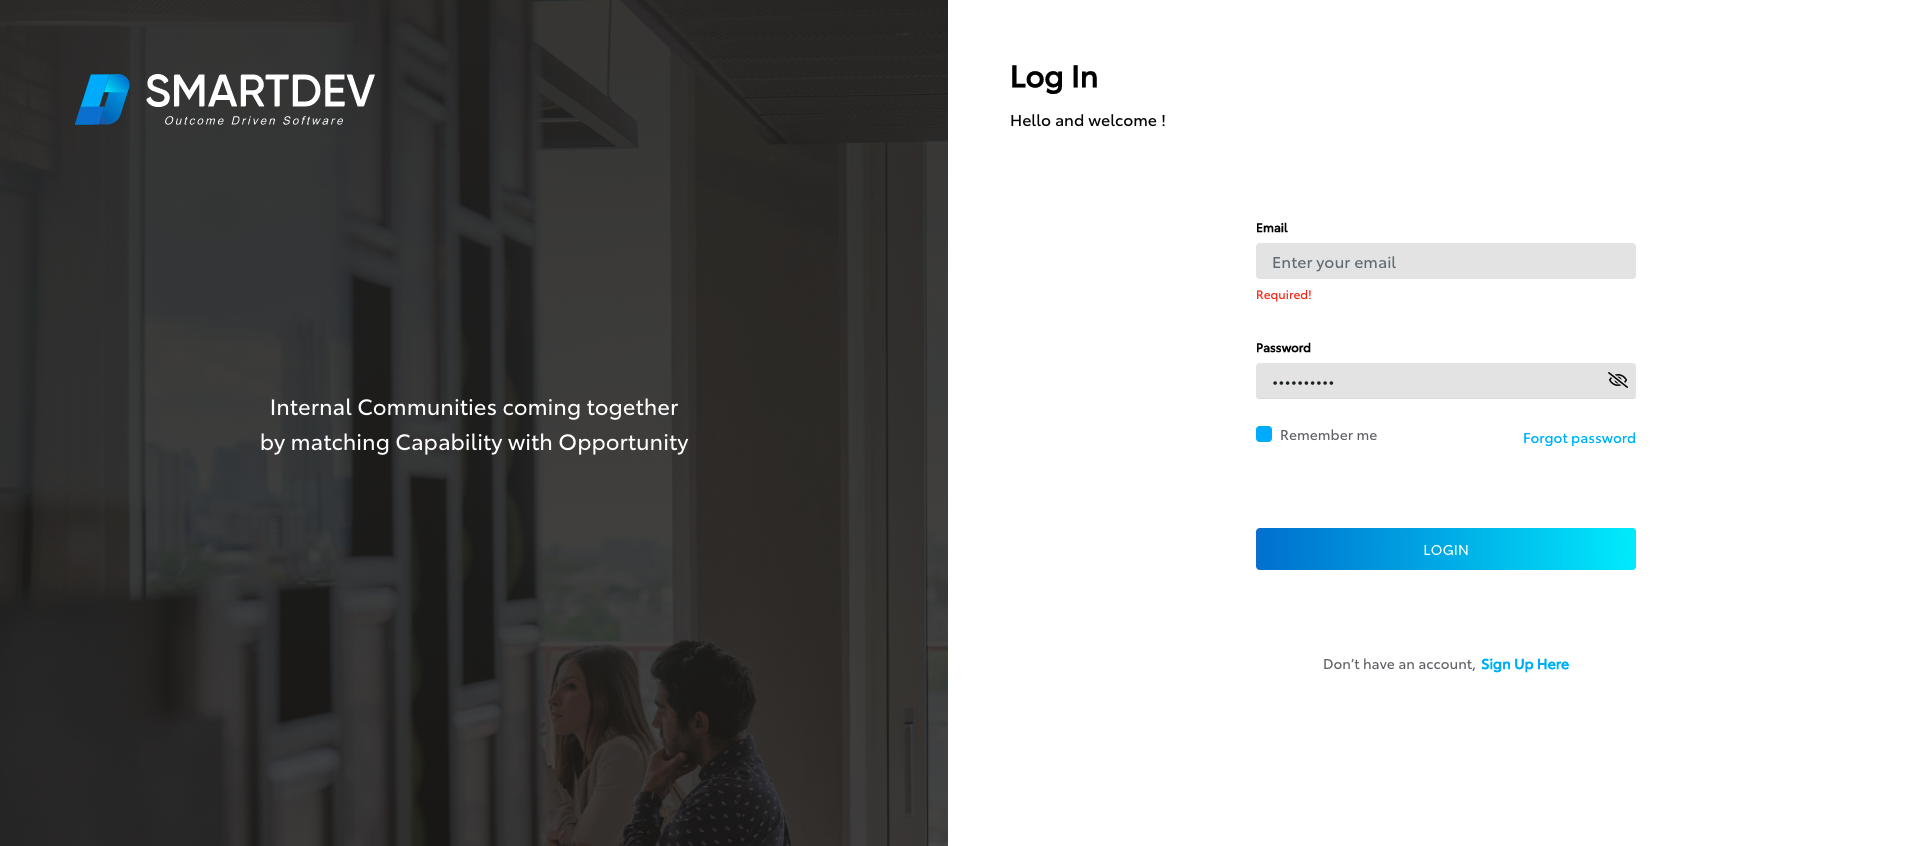 SMARTDEV
Outcome Driven Software
Internal Communities coming together
by matching Capability with Opportunity
Log In
Hello and welcome !
Email
Enter your email
Required!
Password
••••••••••
Remember me
Forgot password
LOGIN
Don’t have an account, Sign Up Here